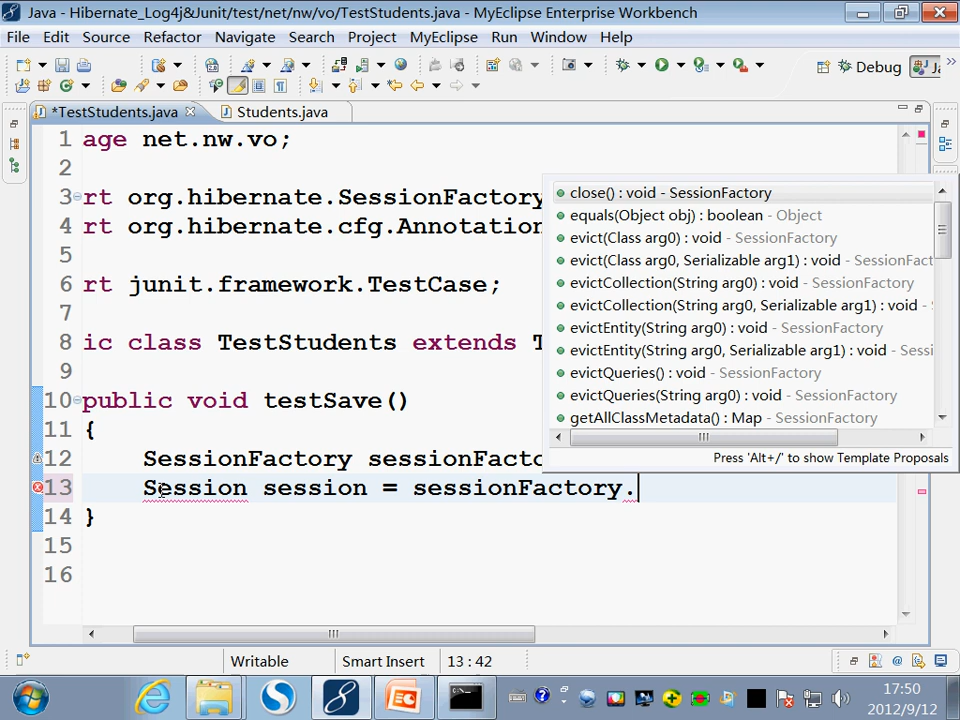 Java - Hibernate_Log4j&Junit/test/net/nw/vo/TestStudents.java - MyEclipse Enterprise Workbench
File Edit Source Refactor Navigate Search Project MyEclipse Run Window Help
Debug Ja
*TestStudents.java Students.java
1 age net.nw.vo;
2
3 rt org.hibernate.SessionFactory
4 rt org.hibernate.cfg.Annotation
5
6 rt junit.framework.TestCase;
7
8 ic class TestStudents extends T
9
10 public void testSave()
11 {
12 SessionFactory sessionFacto
13 Session session = sessionFactory.
14 }
15
16
close() : void - SessionFactory
equals(Object obj) : boolean - Object
evict(Class arg0) : void - SessionFactory
evict(Class arg0, Serializable arg1) : void - SessionFact
evictCollection(String arg0) : void - SessionFactory
evictCollection(String arg0, Serializable arg1) : void -
evictEntity(String arg0) : void - SessionFactory
evictEntity(String arg0, Serializable arg1) : void - Sessi
evictQueries() : void - SessionFactory
evictQueries(String arg0) : void - SessionFactory
getAllClassMetadata() : Map - SessionFactory
Press 'Alt+/' to show Template Proposals
Writable Smart Insert 13 : 42
17:50
2012/9/12